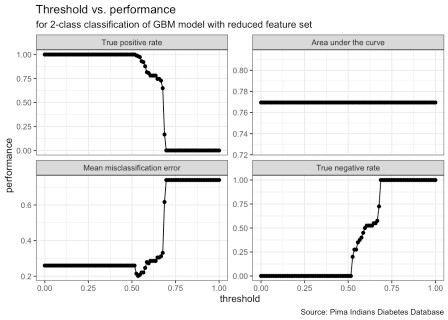 Threshold vs. performance
for 2-class classification of GBM model with reduced feature set
True positive rate
Area under the curve
1.00
0.75
0.50
0.25
0.00
0.80
0.78
0.76
0.74
0.72
performance
Mean misclassification error
True negative rate
0.6
0.4
0.2
1.00
0.75
0.50
0.25
0.00
0.00 0.25 0.50 0.75 1.00
0.00 0.25 0.50 0.75 1.00
threshold
Source: Pima Indians Diabetes Database